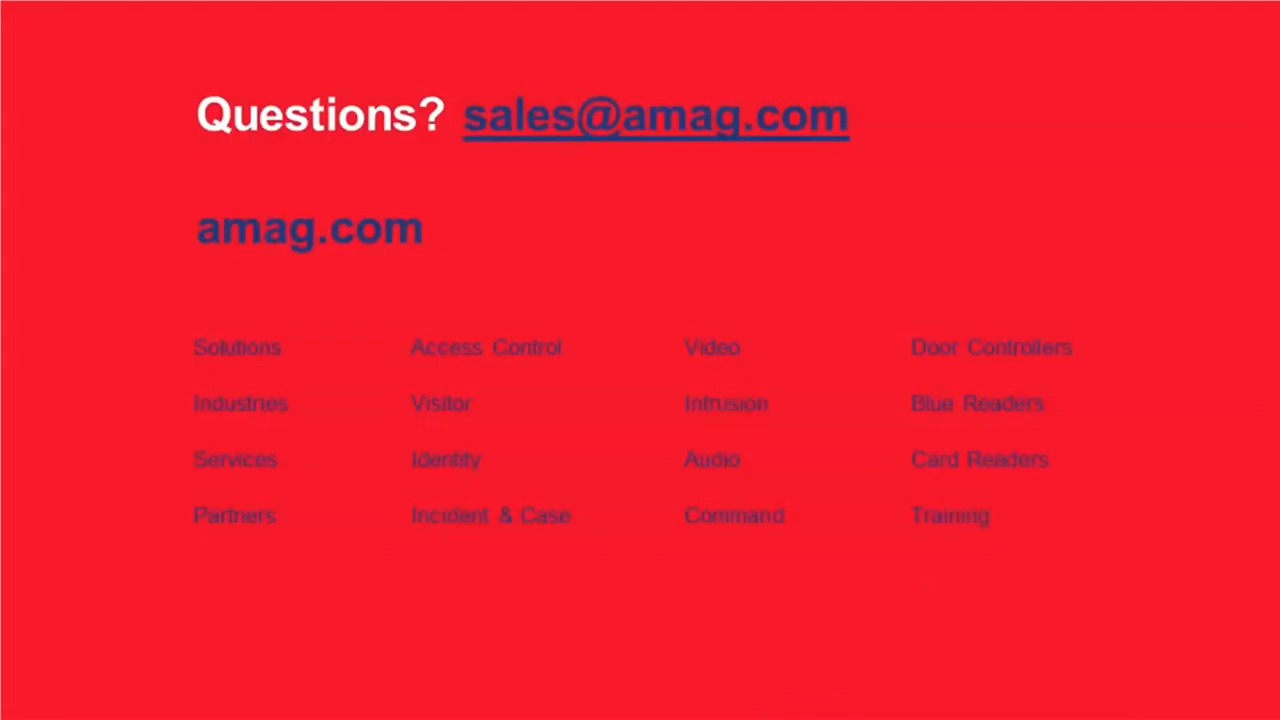 Questions? sales@amag.com
amag.com
Solutions Access Control Video Door Controllers
Industries Visitor Intrusion Blue Readers
Services Identity Audio Card Readers
Partners Incident & Case Command Training